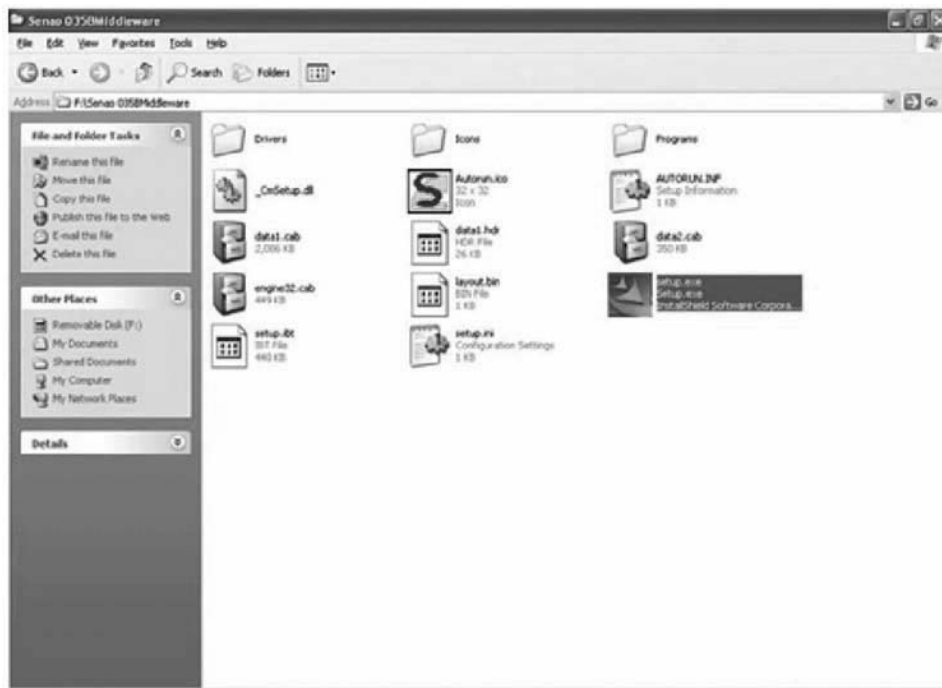 Senao 035BMiddleware
File Edit View Favorites Tools Help
Back Search Folders
Address F:\Senao 035BMiddleware Go
File and Folder Tasks
Rename this file
Move this file
Copy this file
Publish this file to the Web
E-mail this file
Delete this file
Other Places
Removable Disk (F:)
My Documents
Shared Documents
My Computer
My Network Places
Details
Drivers
Icons
Programs
_CmSetup.dll
Autorun.ico
32 x 32
Icon
AUTORUN.INF
Setup Information
1 KB
data1.cab
2,006 KB
data1.hdr
HDR File
26 KB
data2.cab
350 KB
engine32.cab
449 KB
layout.bin
BIN File
1 KB
setup.exe
Setup.exe
InstallShield Software Corpora...
setup.ibt
IBT File
440 KB
setup.ini
Configuration Settings
1 KB